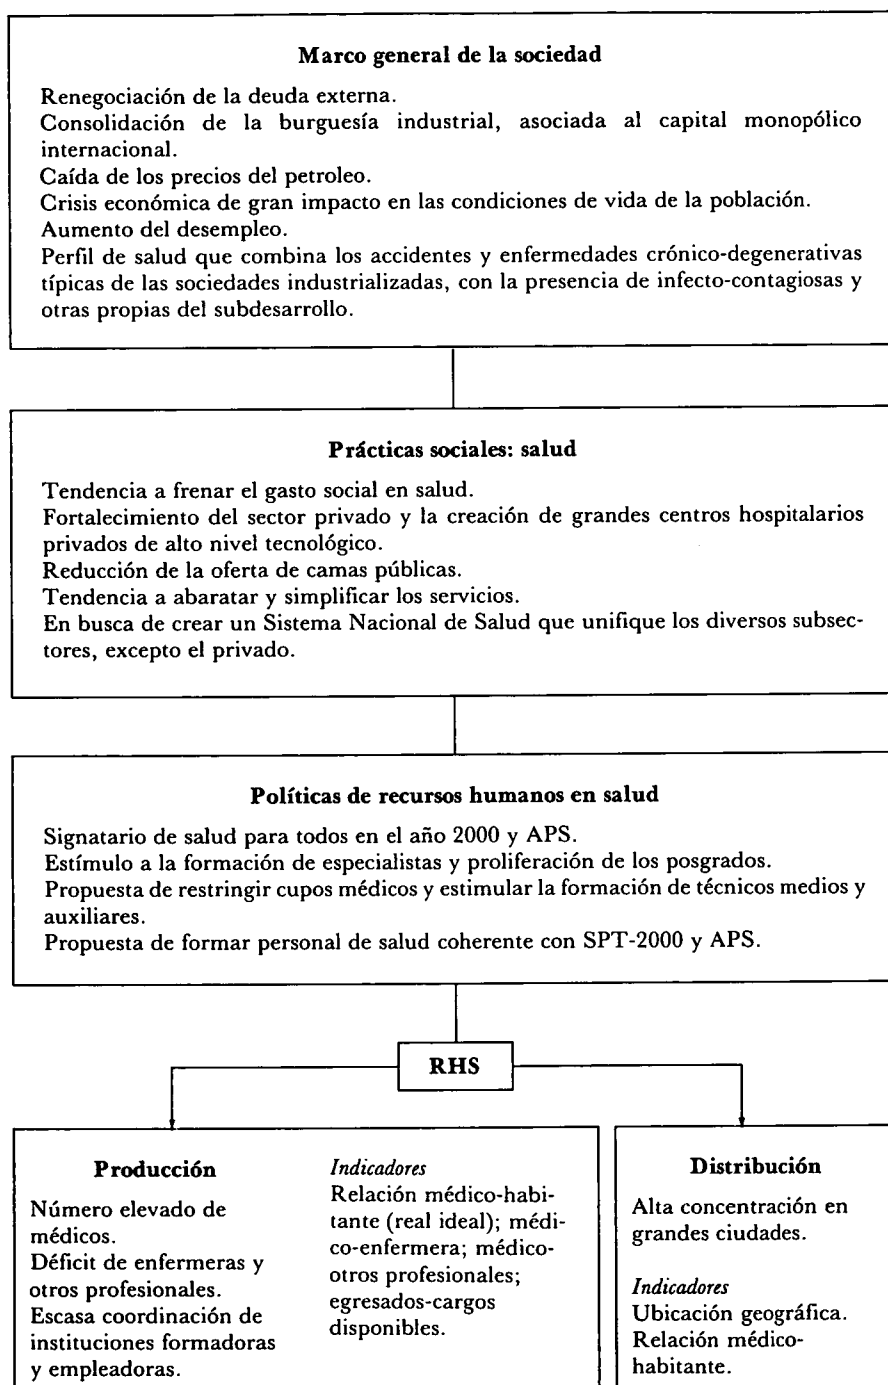 Marco general de la sociedad
Renegociación de la deuda externa.
Consolidación de la burguesía industrial, asociada al capital monopólico
internacional.
Caída de los precios del petroleo.
Crisis económica de gran impacto en las condiciones de vida de la población.
Aumento del desempleo.
Perfil de salud que combina los accidentes y enfermedades crónico-degenerativas
típicas de las sociedades industrializadas, con la presencia de infecto-contagiosas y
otras propias del subdesarrollo.
Prácticas sociales: salud
Tendencia a frenar el gasto social en salud.
Fortalecimiento del sector privado y la creación de grandes centros hospitalarios
privados de alto nivel tecnológico.
Reducción de la oferta de camas públicas.
Tendencia a abaratar y simplificar los servicios.
En busca de crear un Sistema Nacional de Salud que unifique los diversos subsec-
tores, excepto el privado.
Políticas de recursos humanos en salud
Signatario de salud para todos en el año 2000 y APS.
Estímulo a la formación de especialistas y proliferación de los posgrados.
Propuesta de restringir cupos médicos y estimular la formación de técnicos medios y
auxiliares.
Propuesta de formar personal de salud coherente con SPT-2000 y APS.
RHS
Producción
Número elevado de
médicos.
Déficit de enfermeras y
otros profesionales.
Escasa coordinación de
instituciones formadoras
y empleadoras.
Indicadores
Relación médico-habi-
tante (real ideal); médi-
co-enfermera; médico-
otros profesionales;
egresados-cargos
disponibles.
Distribución
Alta concentración en
grandes ciudades.
Indicadores
Ubicación geográfica.
Relación médico-
habitante.